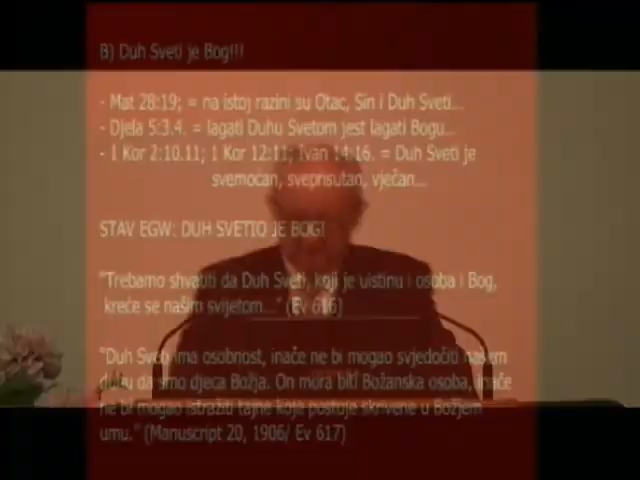 B) Duh Sveti je Bog!!!
- Mat 28:19; = na istoj razini su Otac, Sin i Duh Sveti...
- Djela 5:3.4. = lagati Duhu Svetom jest lagati Bogu...
- 1 Kor 2:10.11; 1 Kor 12:11; Ivan 14:16. = Duh Sveti je
svemoćan, sveprisutan, vječan...
STAV EGW: DUH SVETIO JE BOG!
"Trebamo shvatiti da Duh Sveti, koji je uistinu i osoba i Bog,
kreće se našim svijetom..." (Ev 616)
"Duh Sveti ima osobnost, inače ne bi mogao svjedočiti našem
duhu da smo djeca Božja. On mora biti Božanska osoba, inače
ne bi mogao istražiti tajne koje postoje skrivene u Božjem
umu." (Manuscript 20, 1906/ Ev 617)